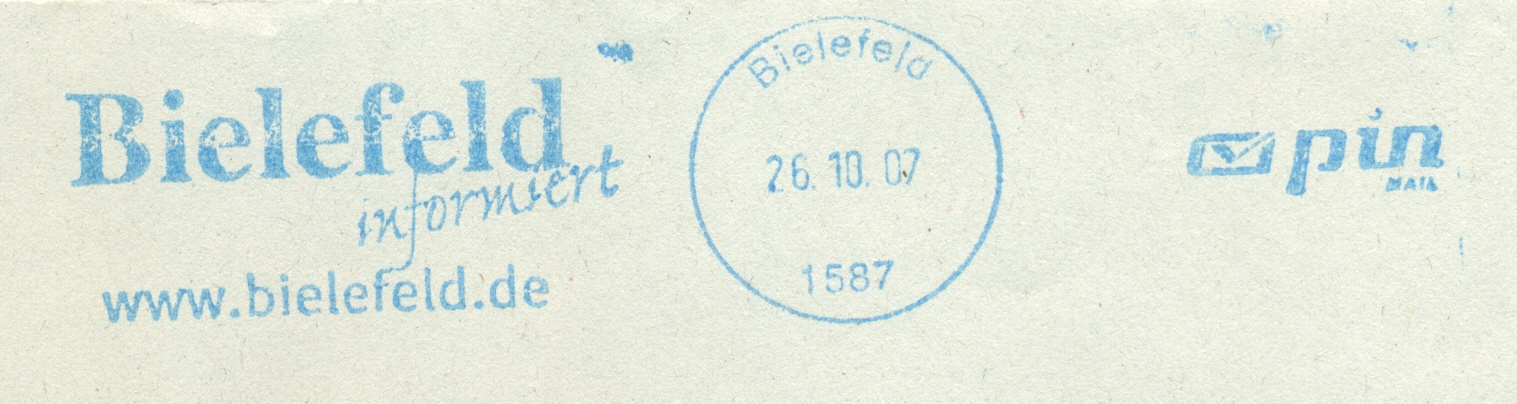 Bielefeld
informiert
www.bielefeld.de
Bielefeld
26.10.07
1587
pin
MAIL